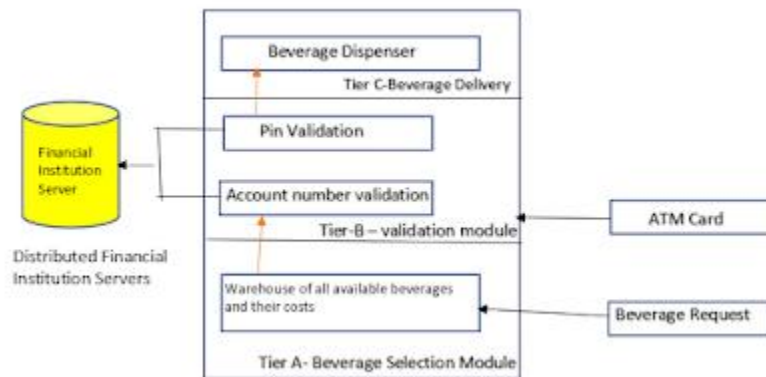 Beverage Dispenser
Tier C-Beverage Delivery
Pin Validation
Financial
Institution
Server
Account number validation
Tier-B – validation module
ATM Card
Distributed Financial
Institution Servers
Warehouse of all available beverages
and their costs
Beverage Request
Tier A- Beverage Selection Module